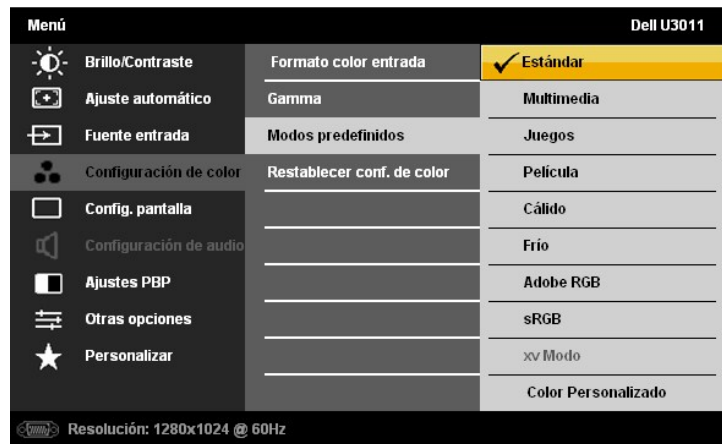 Menú Dell U3011
Brillo/Contraste Formato color entrada Estándar
Ajuste automático Gamma Multimedia
Fuente entrada Modos predefinidos Juegos
Configuración de color Restablecer conf. de color Película
Config. pantalla Cálido
Configuración de audio Frío
Ajustes PBP Adobe RGB
Otras opciones sRGB
Personalizar xv Modo
Color Personalizado
Resolución: 1280x1024 @ 60Hz